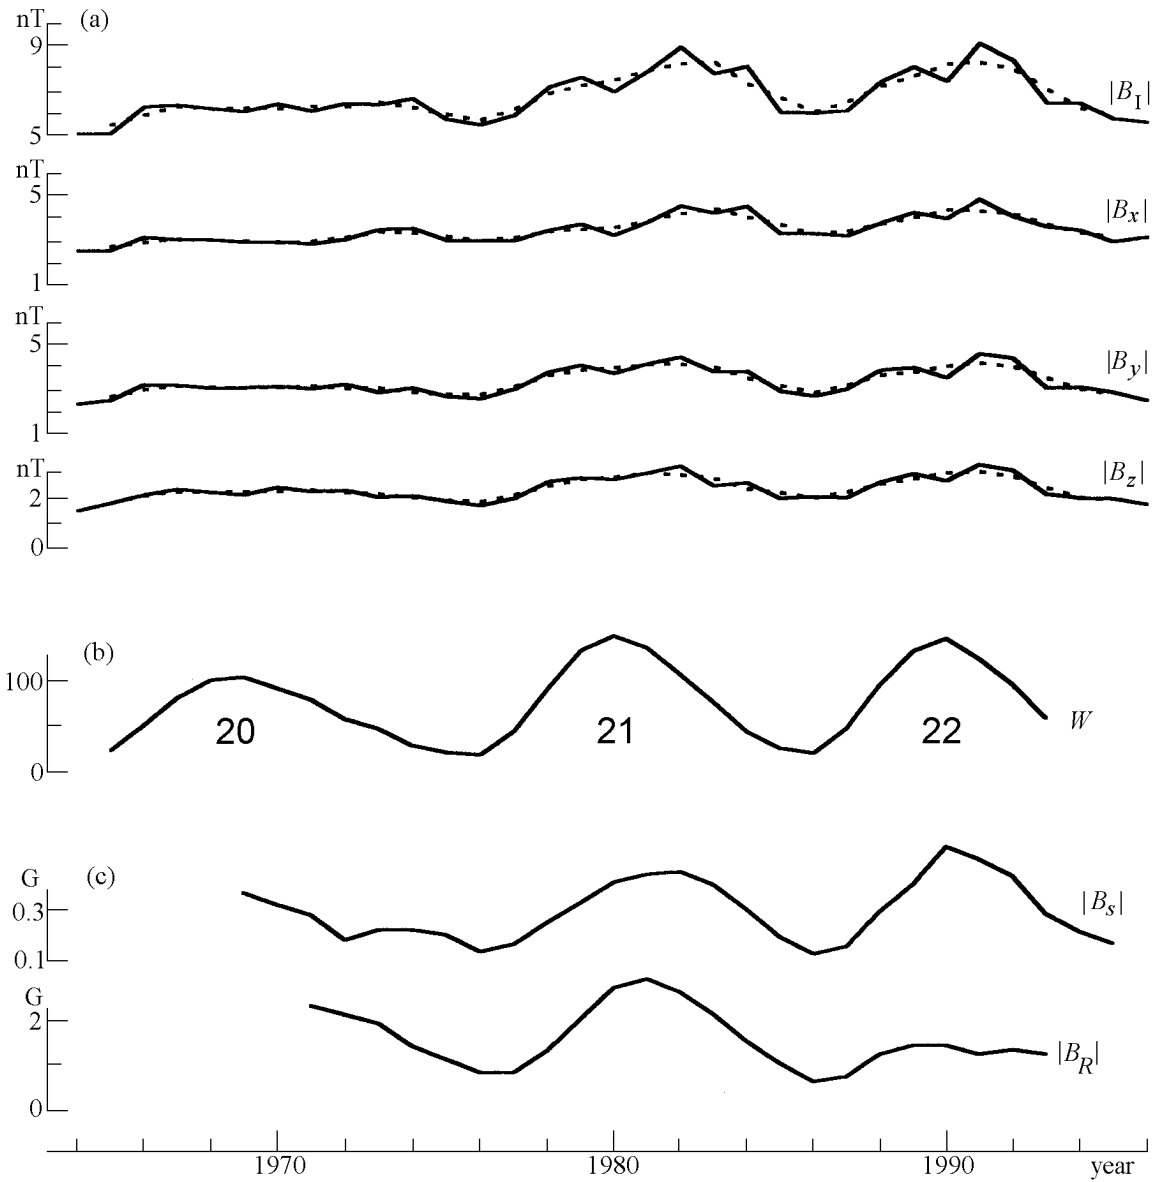 nT (a)
9
|B_I|
5
nT
5
|B_x|
1
nT
5
|B_y|
1
nT
|B_z|
2
0
(b)
100
W
20 21 22
0
G (c)
|B_s|
0.3
0.1
G
2
|B_R|
0
1970 1980 1990 year